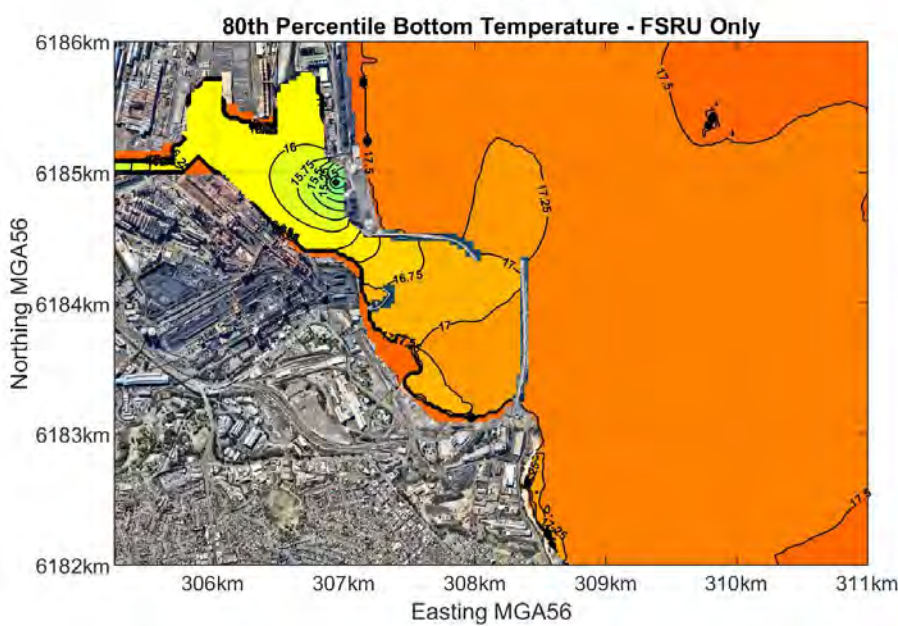 80th Percentile Bottom Temperature - FSRU Only
6186km
6185km
6184km
6183km
6182km
Northing MGA56
17.5
17.5
17.25
16
15.75
17
16.75
17
17.25
17.5
306km
307km
308km
309km
310km
311km
Easting MGA56